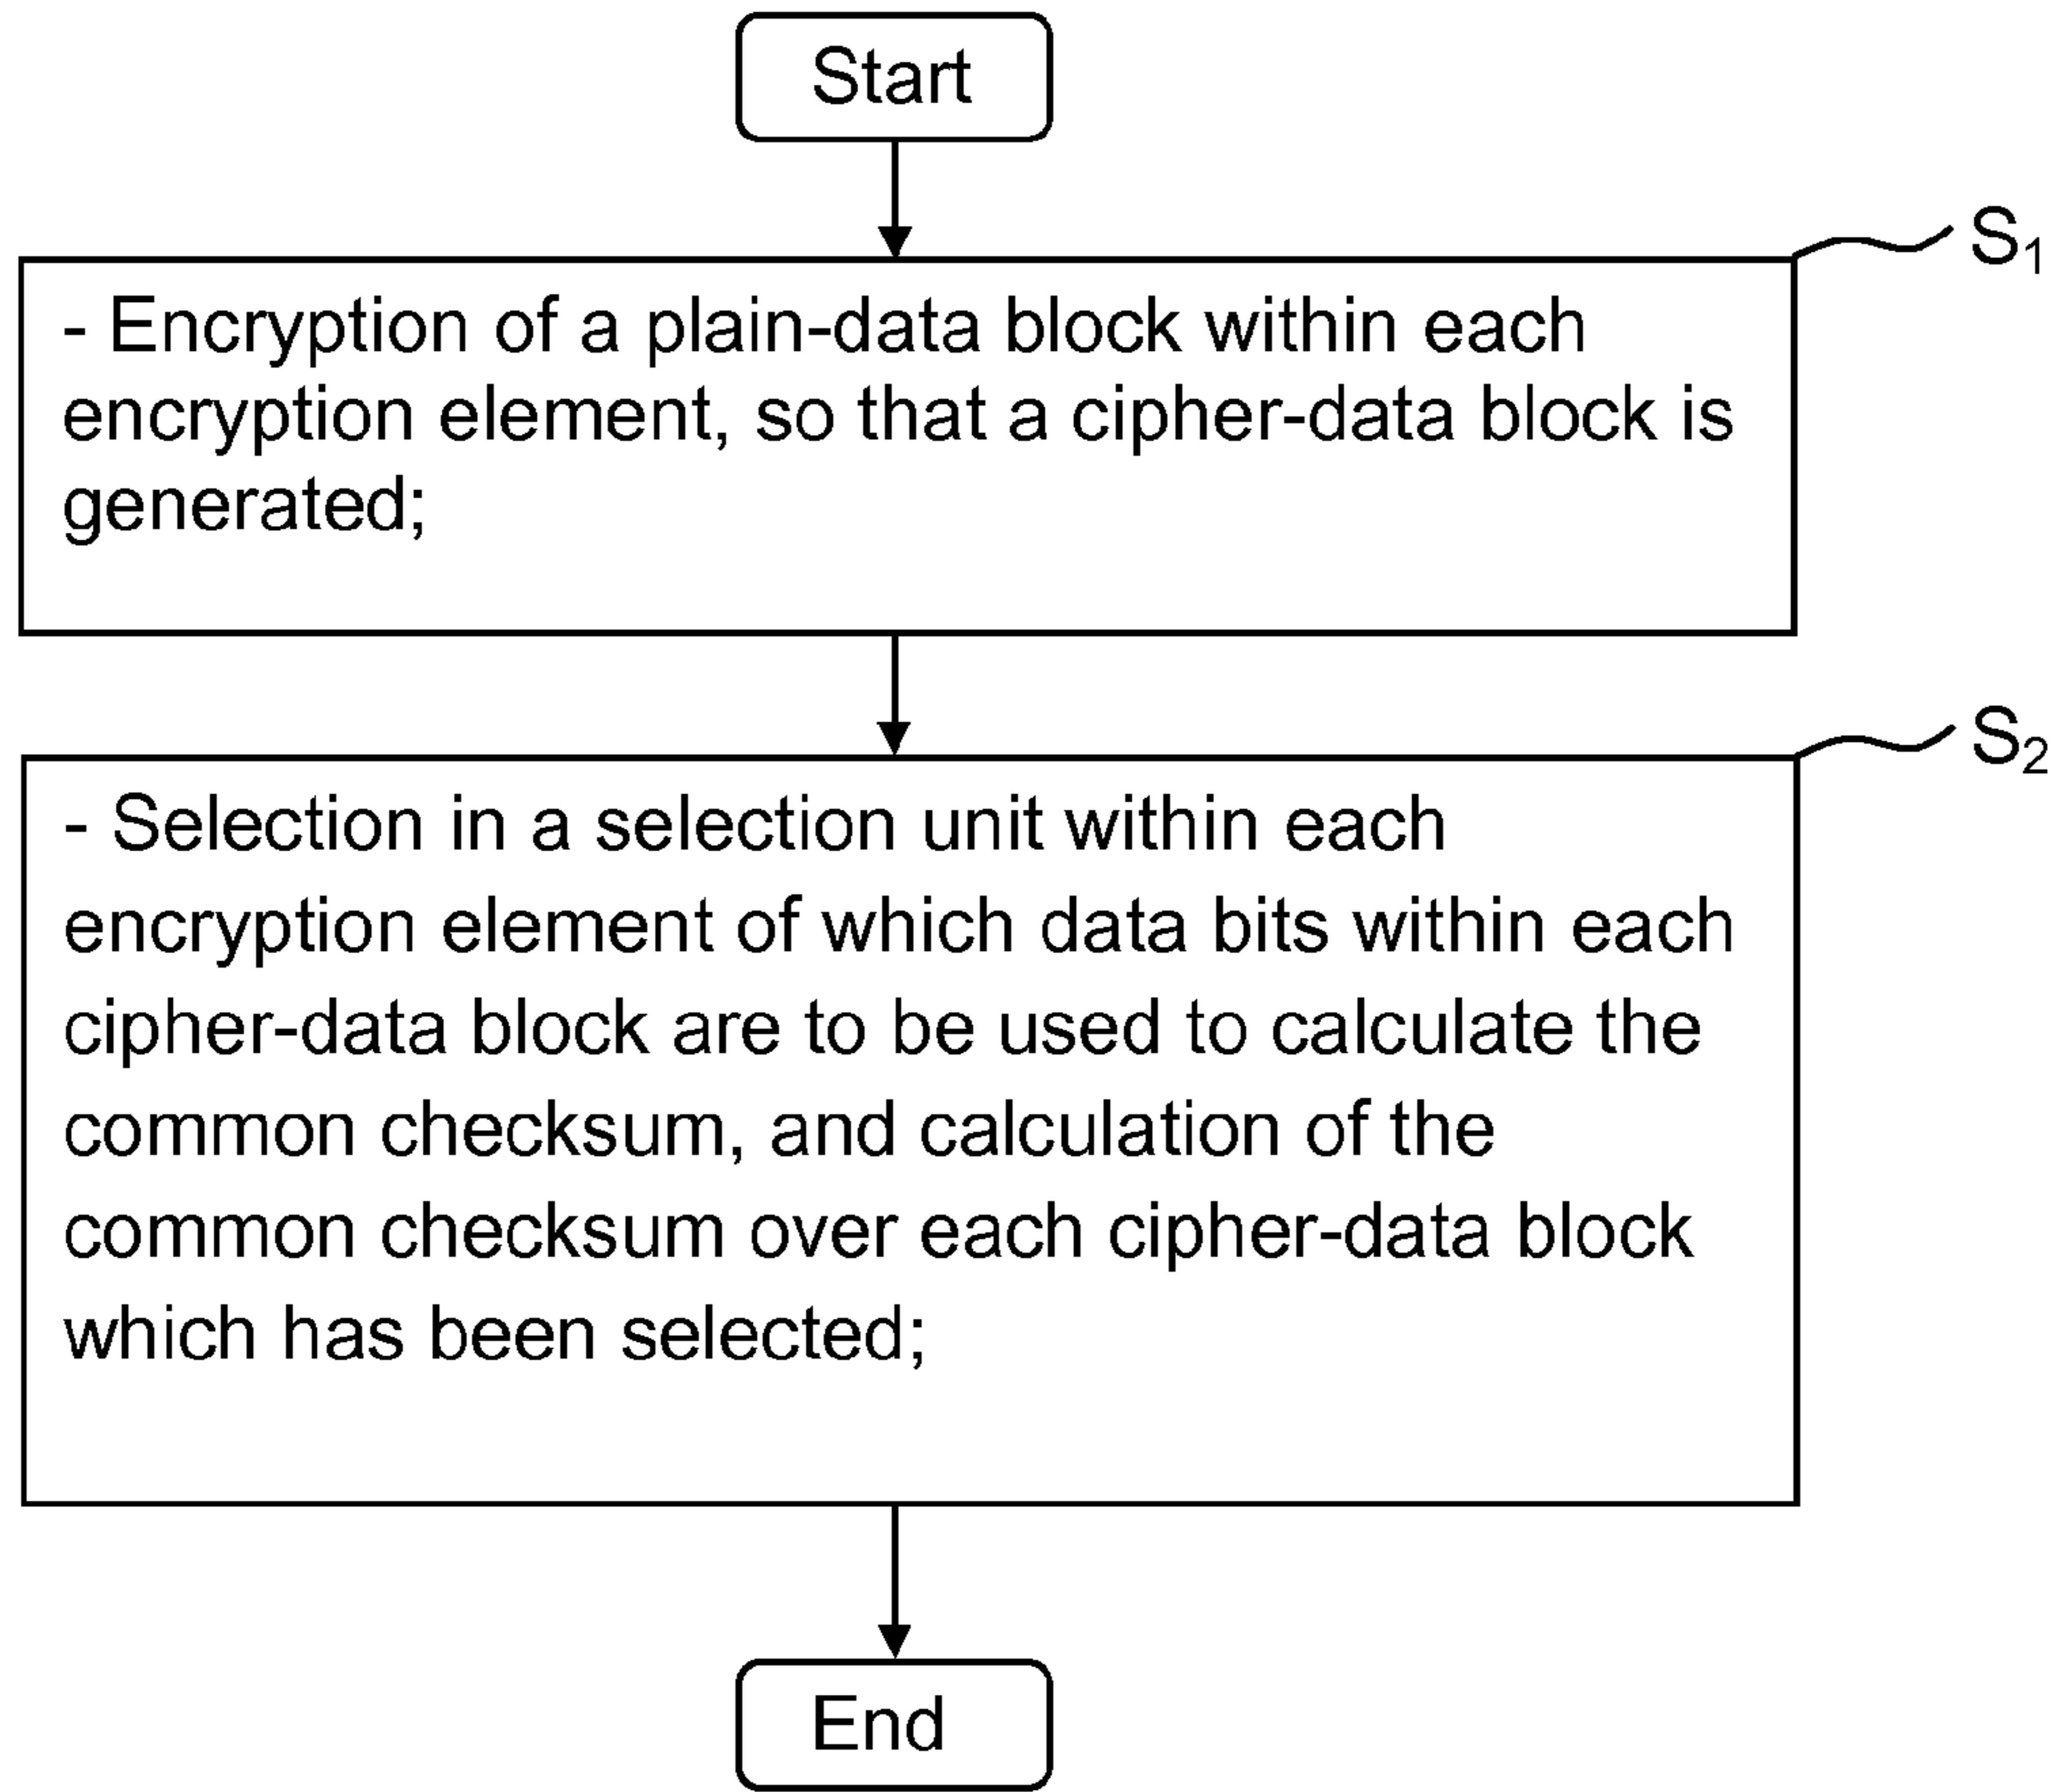 Start
S1
- Encryption of a plain-data block within each
encryption element, so that a cipher-data block is
generated;
S2
- Selection in a selection unit within each
encryption element of which data bits within each
cipher-data block are to be used to calculate the
common checksum, and calculation of the
common checksum over each cipher-data block
which has been selected;
End